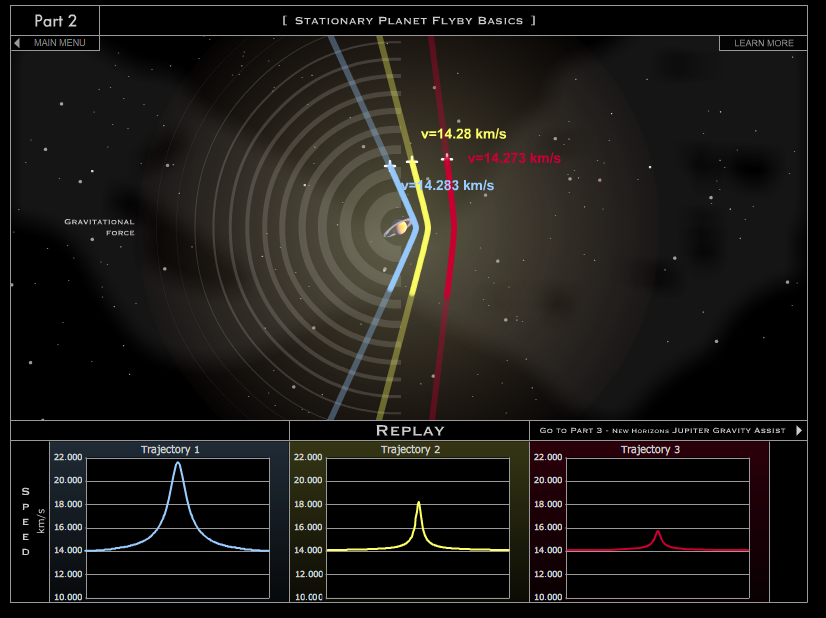 Part 2
[ Stationary Planet Flyby Basics ]
MAIN MENU
LEARN MORE
v=14.28 km/s
v=14.273 km/s
v=14.283 km/s
Gravitational
force
Replay
Go to Part 3 - New Horizons Jupiter Gravity Assist
Trajectory 1
Trajectory 2
Trajectory 3
SPEED
km/s
22.000
20.000
18.000
16.000
14.000
12.000
10.000
22.000
20.000
18.000
16.000
14.000
12.000
10.000
22.000
20.000
18.000
16.000
14.000
12.000
10.000